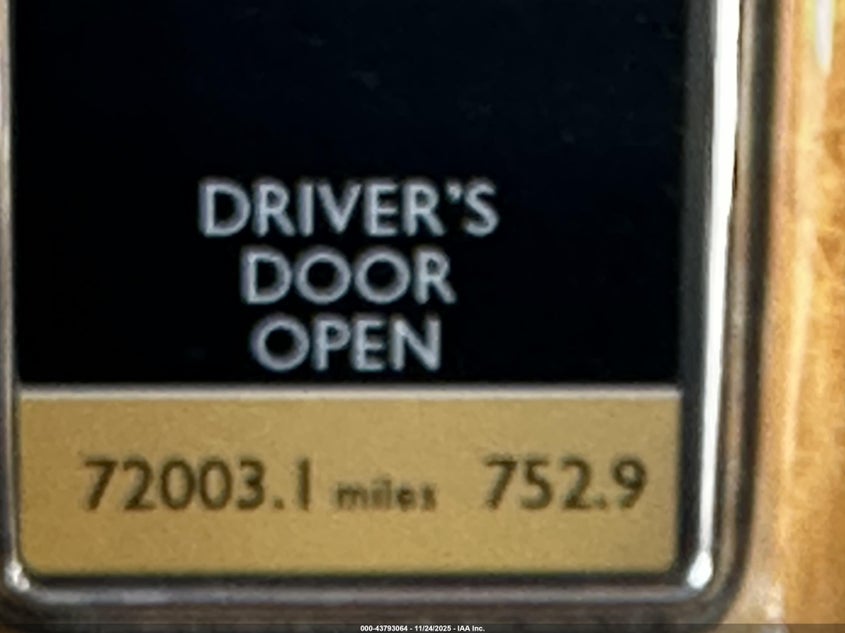 DRIVER'S
DOOR
OPEN
72003.1 miles 752.9
000-43793064 - 11/24/2025 - IAA Inc.